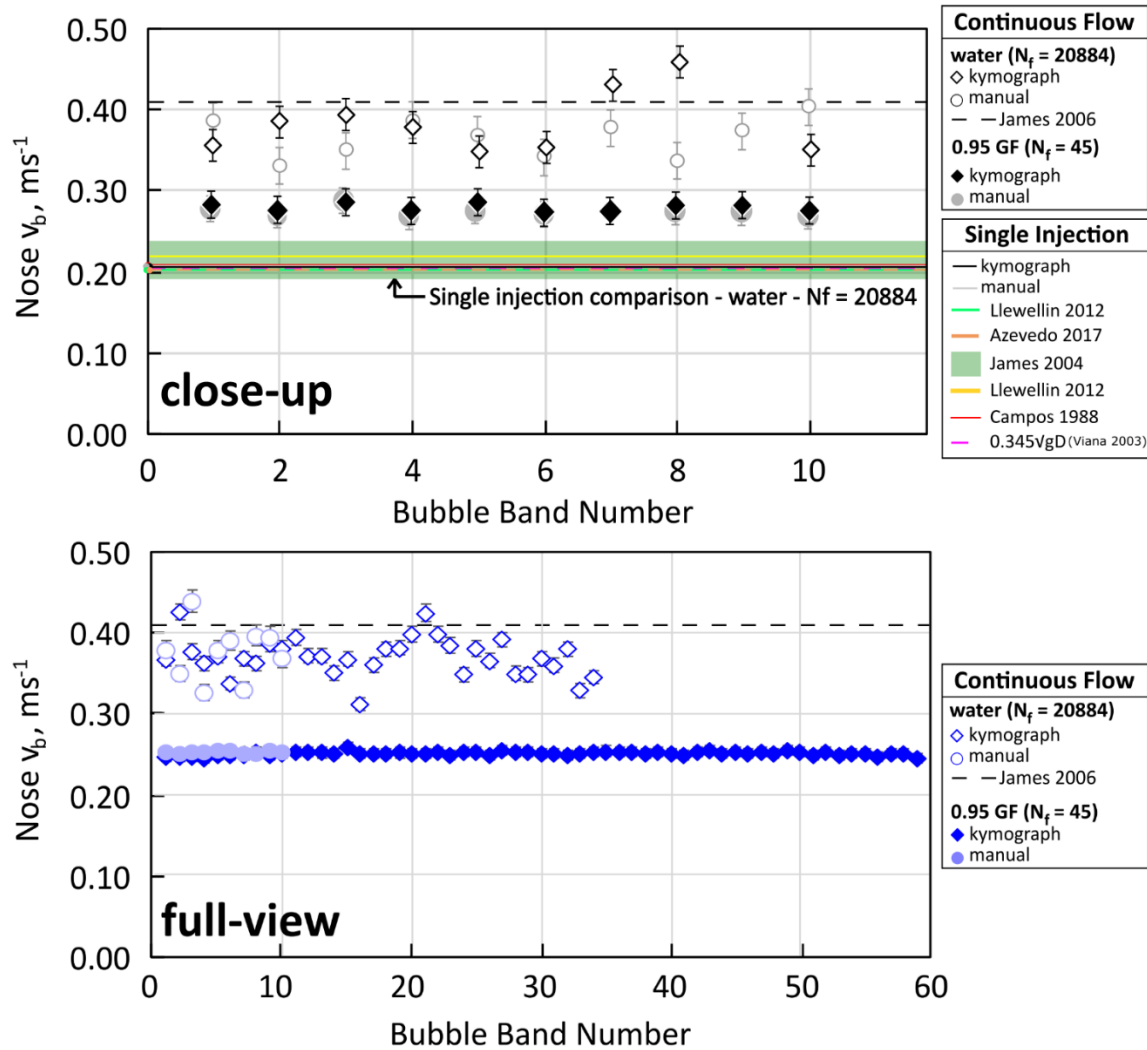 0.50
0.40
0.30
0.20
0.10
0.00
Nose v_b, ms⁻¹
Single injection comparison - water - Nf = 20884
close-up
0 2 4 6 8 10
Bubble Band Number
Continuous Flow
water (N_f = 20884)
kymograph
manual
James 2006
0.95 GF (N_f = 45)
kymograph
manual
Single Injection
kymograph
manual
Llewellin 2012
Azevedo 2017
James 2004
Llewellin 2012
Campos 1988
0.345√gD (Viana 2003)
0.50
0.40
0.30
0.20
0.10
0.00
Nose v_b, ms⁻¹
full-view
0 10 20 30 40 50 60
Bubble Band Number
Continuous Flow
water (N_f = 20884)
kymograph
manual
James 2006
0.95 GF (N_f = 45)
kymograph
manual